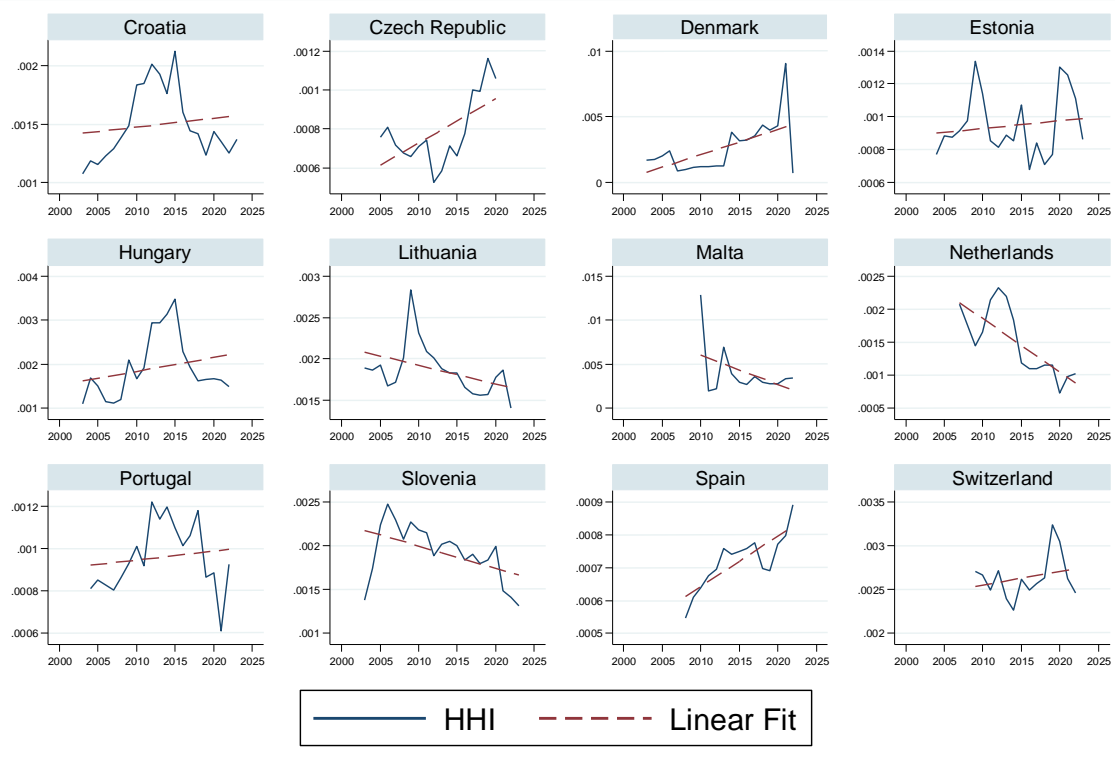 Croatia
.002
.0015
.001
2000 2005 2010 2015 2020 2025
Czech Republic
.0012
.001
.0008
.0006
2000 2005 2010 2015 2020 2025
Denmark
.01
.005
0
2000 2005 2010 2015 2020 2025
Estonia
.0014
.0012
.001
.0008
.0006
2000 2005 2010 2015 2020 2025
Hungary
.004
.003
.002
.001
2000 2005 2010 2015 2020 2025
Lithuania
.003
.0025
.002
.0015
2000 2005 2010 2015 2020 2025
Malta
.015
.01
.005
0
2000 2005 2010 2015 2020 2025
Netherlands
.0025
.002
.0015
.001
.0005
2000 2005 2010 2015 2020 2025
Portugal
.0012
.001
.0008
.0006
2000 2005 2010 2015 2020 2025
Slovenia
.0025
.002
.0015
.001
2000 2005 2010 2015 2020 2025
Spain
.0009
.0008
.0007
.0006
.0005
2000 2005 2010 2015 2020 2025
Switzerland
.0035
.003
.0025
.002
2000 2005 2010 2015 2020 2025
HHI Linear Fit